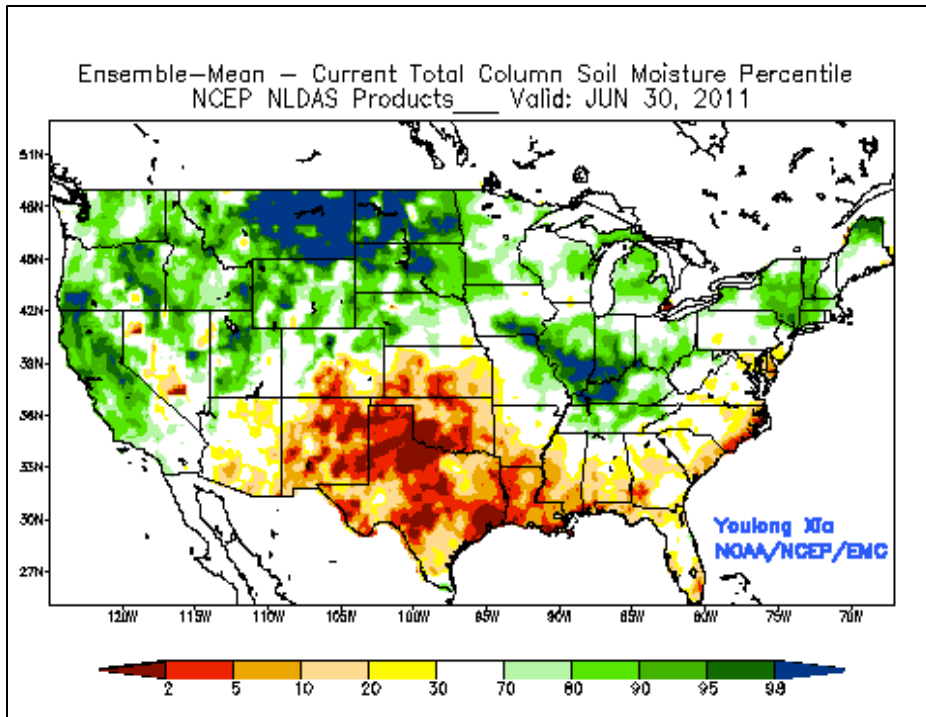 Ensemble-Mean - Current Total Column Soil Moisture Percentile
NCEP NLDAS Products___ Valid: JUN 30, 2011
51N
48N
45N
42N
39N
36N
33N
30N
27N
Youlong Xia
NOAA/NCEP/EMC
120W 115W 110W 105W 100W 95W 90W 85W 80W 75W 70W
2 5 10 20 30 70 80 90 95 98